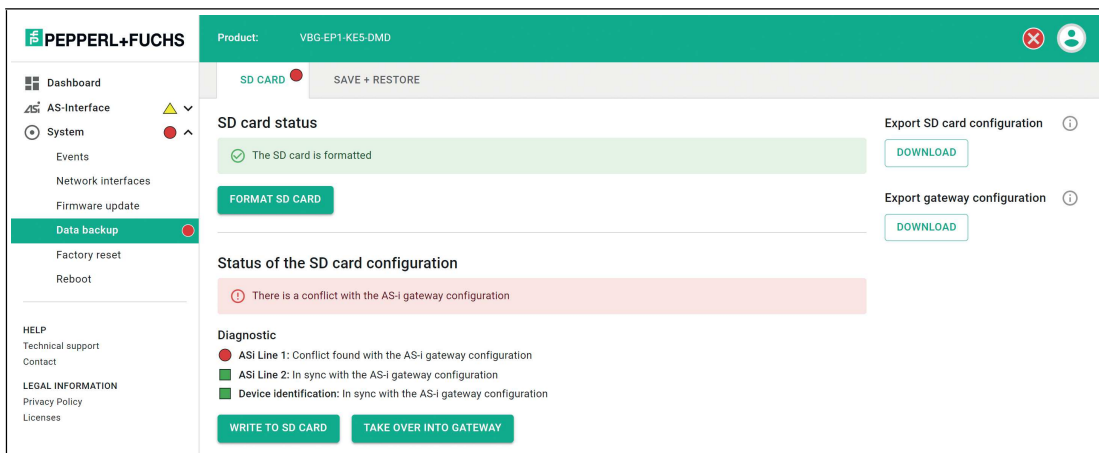 PEPPERL+FUCHS
Product: VBG-EP1-KE5-DMD
Dashboard
AS-Interface
System
Events
Network interfaces
Firmware update
Data backup
Factory reset
Reboot
HELP
Technical support
Contact
LEGAL INFORMATION
Privacy Policy
Licenses
SD CARD SAVE + RESTORE
SD card status
The SD card is formatted
FORMAT SD CARD
Status of the SD card configuration
There is a conflict with the AS-i gateway configuration
Diagnostic
ASi Line 1: Conflict found with the AS-i gateway configuration
ASi Line 2: In sync with the AS-i gateway configuration
Device identification: In sync with the AS-i gateway configuration
WRITE TO SD CARD TAKE OVER INTO GATEWAY
Export SD card configuration
DOWNLOAD
Export gateway configuration
DOWNLOAD